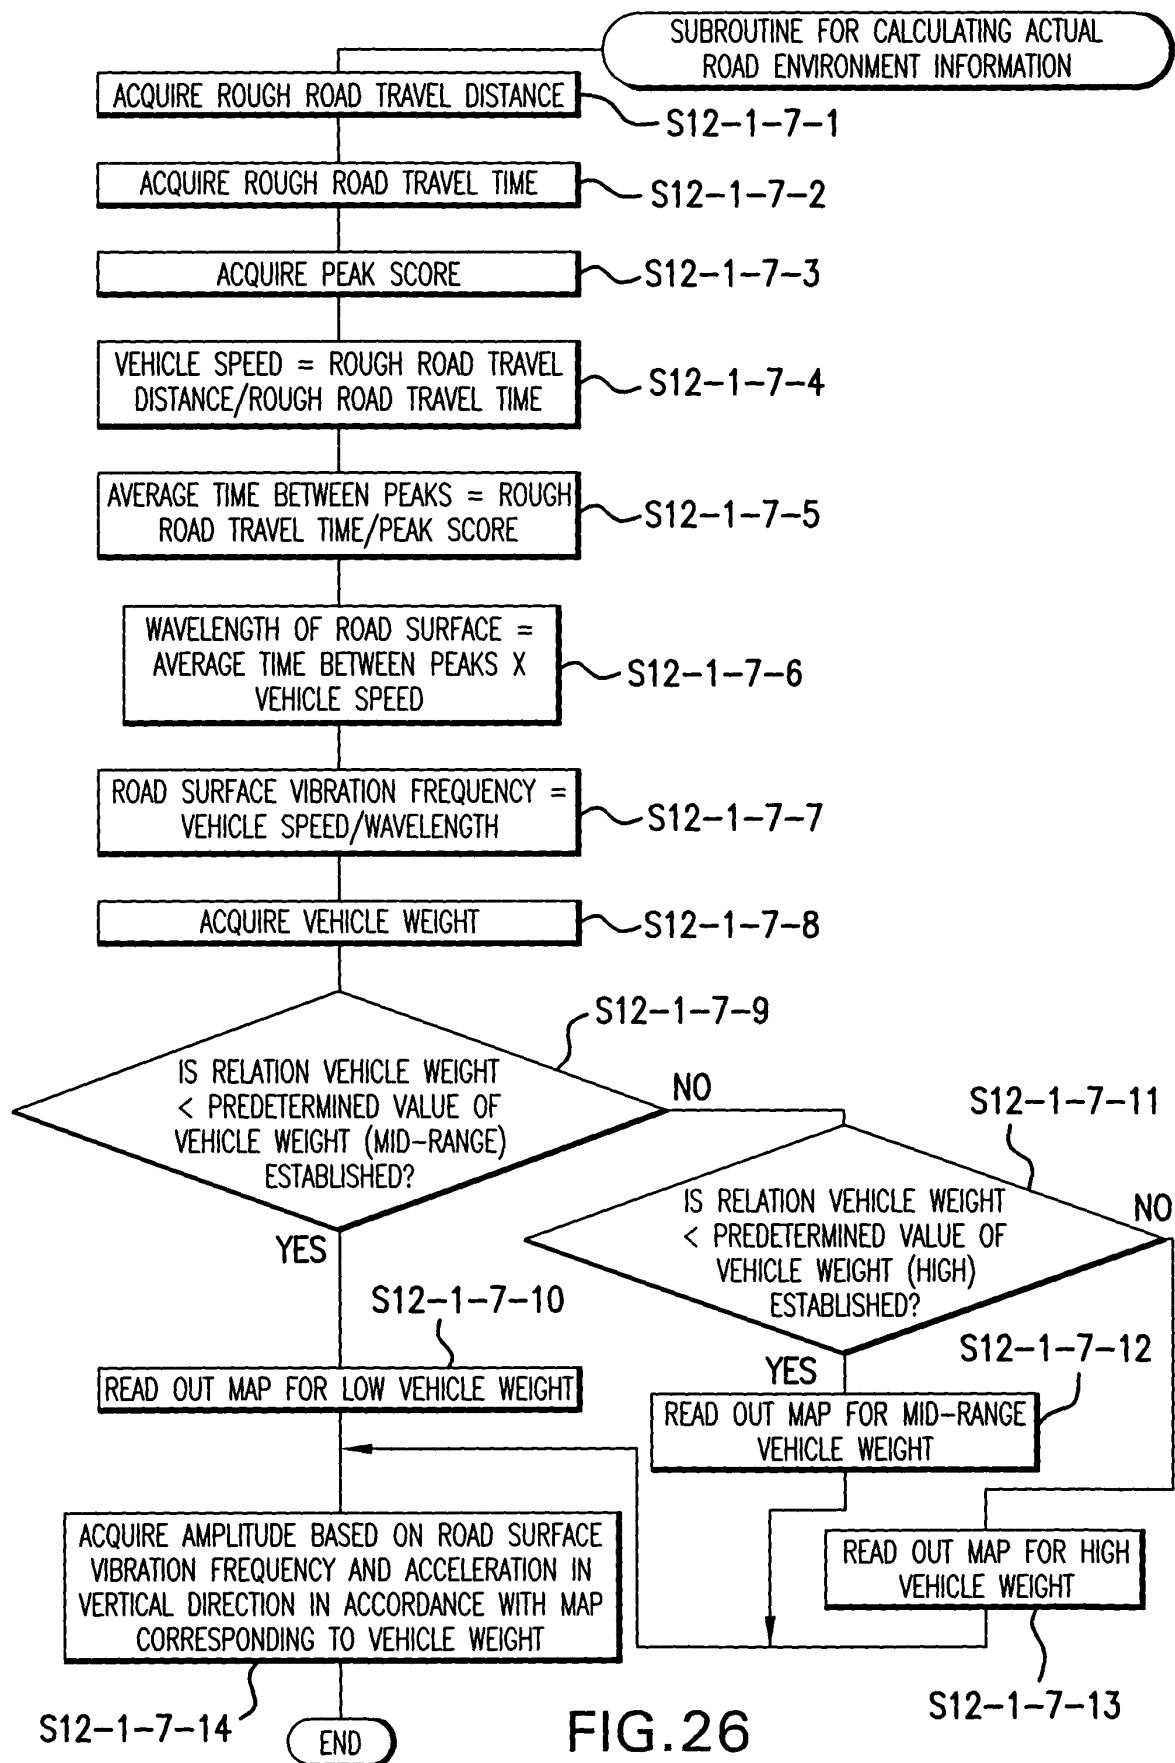 SUBROUTINE FOR CALCULATING ACTUAL
ROAD ENVIRONMENT INFORMATION
ACQUIRE ROUGH ROAD TRAVEL DISTANCE
S12-1-7-1
ACQUIRE ROUGH ROAD TRAVEL TIME
S12-1-7-2
ACQUIRE PEAK SCORE
S12-1-7-3
VEHICLE SPEED = ROUGH ROAD TRAVEL
DISTANCE/ROUGH ROAD TRAVEL TIME
S12-1-7-4
AVERAGE TIME BETWEEN PEAKS = ROUGH
ROAD TRAVEL TIME/PEAK SCORE
S12-1-7-5
WAVELENGTH OF ROAD SURFACE =
AVERAGE TIME BETWEEN PEAKS X
VEHICLE SPEED
S12-1-7-6
ROAD SURFACE VIBRATION FREQUENCY =
VEHICLE SPEED/WAVELENGTH
S12-1-7-7
ACQUIRE VEHICLE WEIGHT
S12-1-7-8
S12-1-7-9
IS RELATION VEHICLE WEIGHT
< PREDETERMINED VALUE OF
VEHICLE WEIGHT (MID-RANGE)
ESTABLISHED?
NO
YES
S12-1-7-11
IS RELATION VEHICLE WEIGHT
< PREDETERMINED VALUE OF
VEHICLE WEIGHT (HIGH)
ESTABLISHED?
NO
YES
S12-1-7-10
READ OUT MAP FOR LOW VEHICLE WEIGHT
S12-1-7-12
READ OUT MAP FOR MID-RANGE
VEHICLE WEIGHT
READ OUT MAP FOR HIGH
VEHICLE WEIGHT
S12-1-7-13
ACQUIRE AMPLITUDE BASED ON ROAD SURFACE
VIBRATION FREQUENCY AND ACCELERATION IN
VERTICAL DIRECTION IN ACCORDANCE WITH MAP
CORRESPONDING TO VEHICLE WEIGHT
S12-1-7-14
END
FIG.26